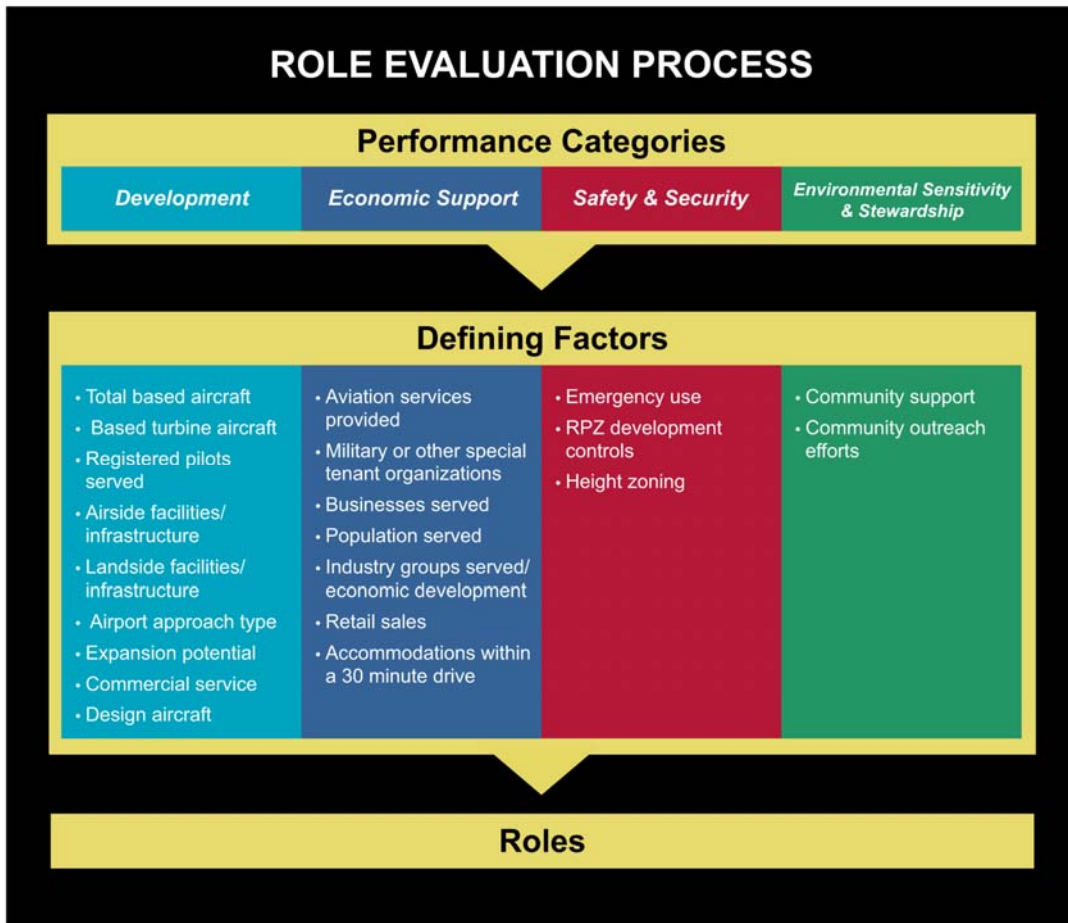 ROLE EVALUATION PROCESS
Performance Categories
Development
Economic Support
Safety & Security
Environmental Sensitivity
& Stewardship
Defining Factors
• Total based aircraft
• Based turbine aircraft
• Registered pilots
served
• Airside facilities/
infrastructure
• Landside facilities/
infrastructure
• Airport approach type
• Expansion potential
• Commercial service
• Design aircraft
• Aviation services
provided
• Military or other special
tenant organizations
• Businesses served
• Population served
• Industry groups served/
economic development
• Retail sales
• Accommodations within
a 30 minute drive
• Emergency use
• RPZ development
controls
• Height zoning
• Community support
• Community outreach
efforts
Roles